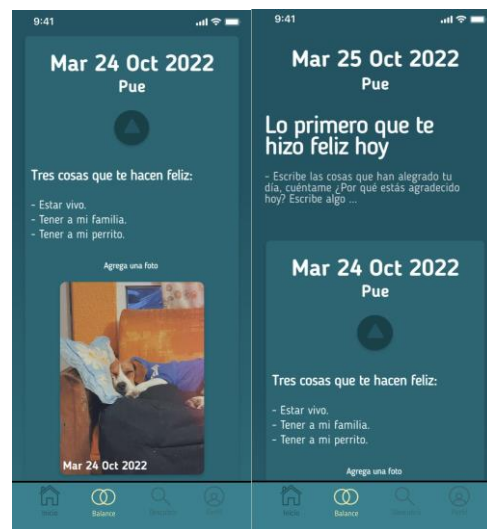 9:41
Mar 24 Oct 2022
Pue
Tres cosas que te hacen feliz:
- Estar vivo.
- Tener a mi familia.
- Tener a mi perrito.
Agrega una foto
Mar 24 Oct 2022
Inicio
Balance
9:41
Mar 25 Oct 2022
Pue
Lo primero que te
hizo feliz hoy
- Escribe las cosas que han alegrado tu
día, cuéntame ¿Por qué estás agradecido
hoy? Escribe algo ...
Mar 24 Oct 2022
Pue
Tres cosas que te hacen feliz:
- Estar vivo.
- Tener a mi familia.
- Tener a mi perrito.
Agrega una foto
Inicio
Balance